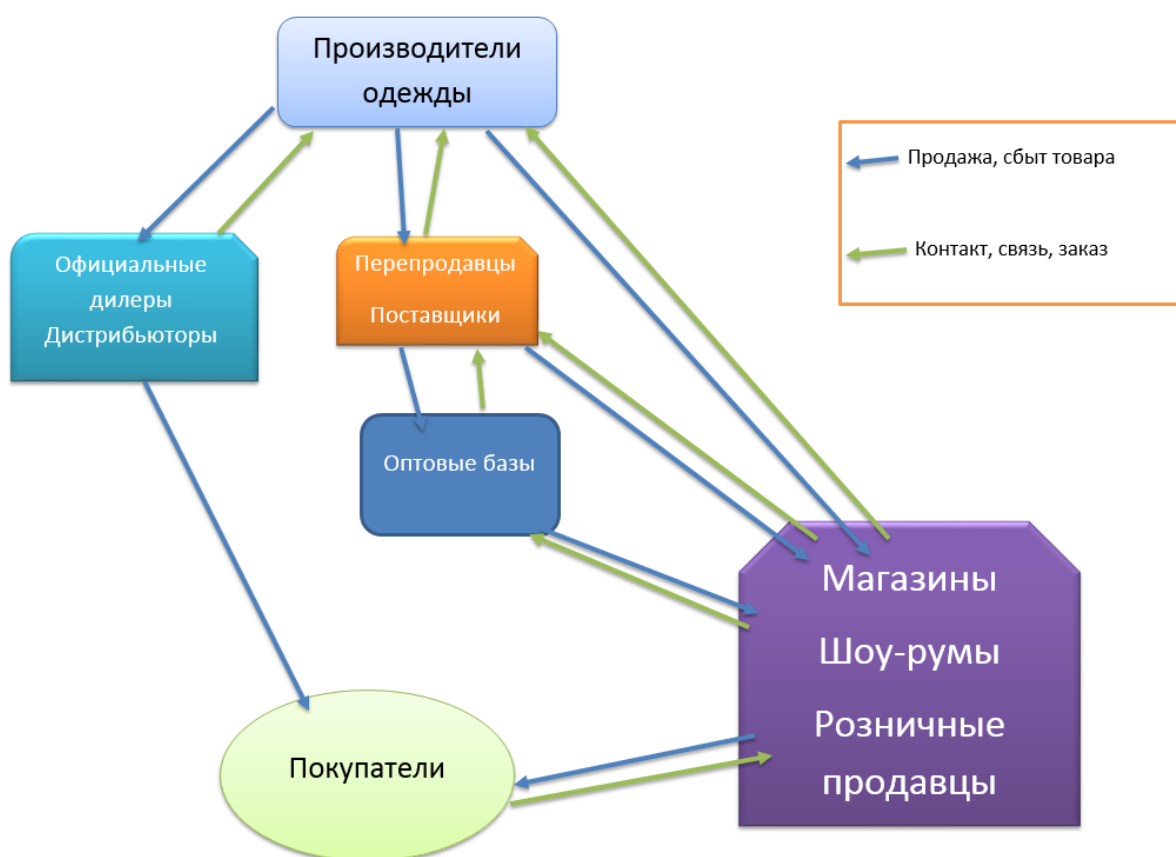 Производители
одежды
Продажа, сбыт товара
Контакт, связь, заказ
Официальные
дилеры
Дистрибьюторы
Перепродавцы
Поставщики
Оптовые базы
Магазины
Шоу-румы
Розничные
продавцы
Покупатели